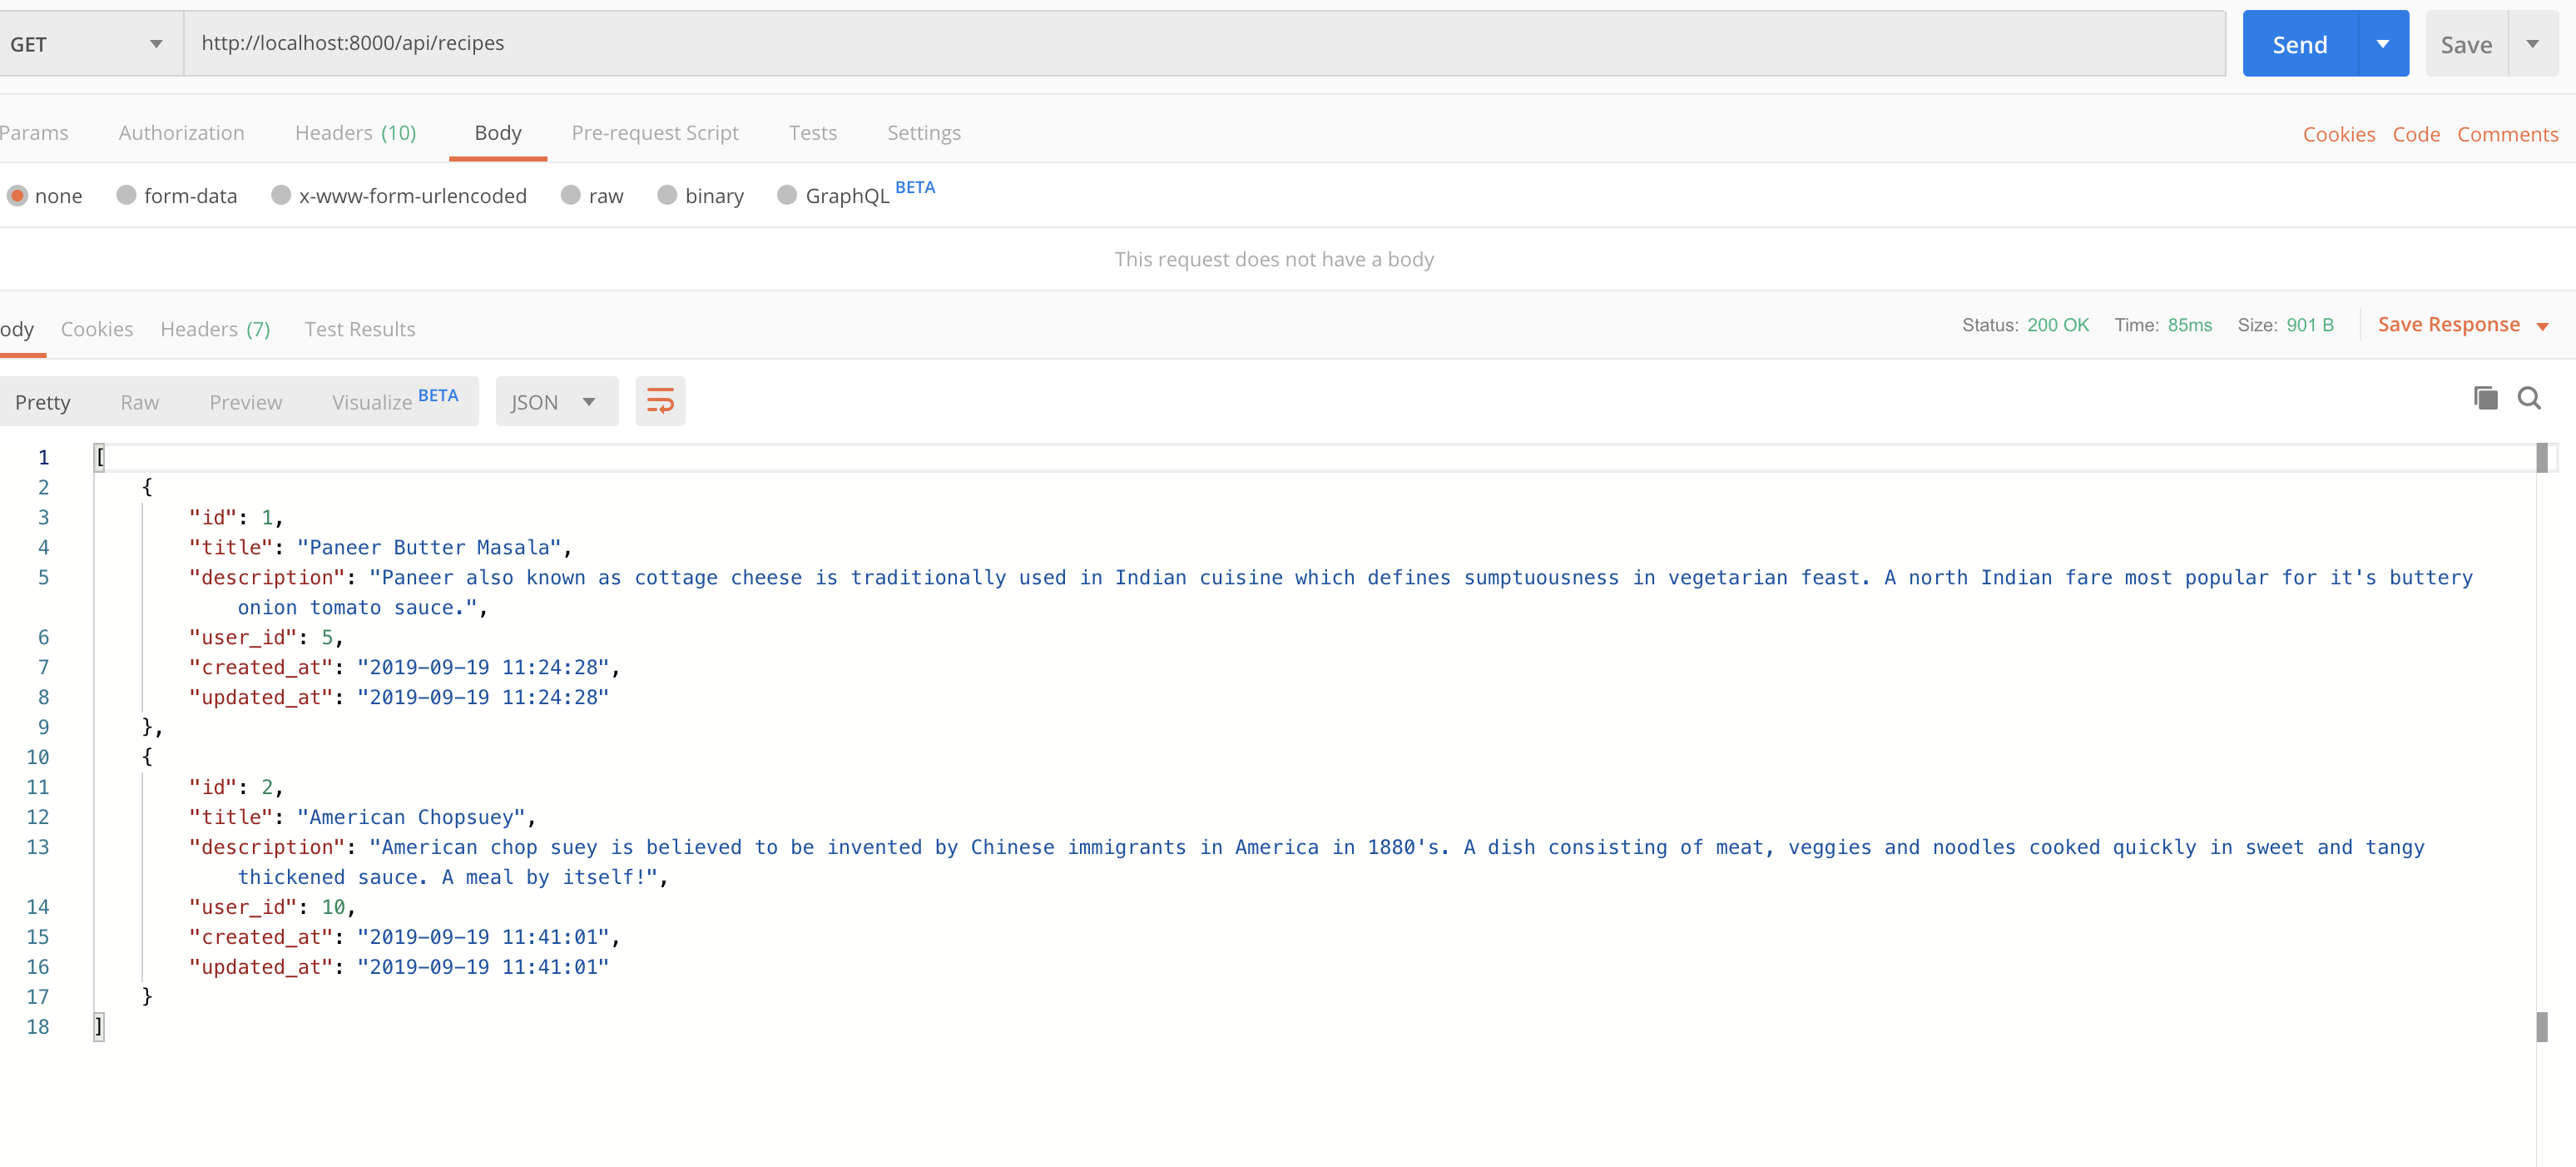 GET http://localhost:8000/api/recipes Send Save
Params Authorization Headers (10) Body Pre-request Script Tests Settings Cookies Code Comments
none form-data x-www-form-urlencoded raw binary GraphQL BETA
This request does not have a body
ody Cookies Headers (7) Test Results Status: 200 OK Time: 85ms Size: 901 B Save Response
Pretty Raw Preview Visualize BETA JSON
1 [
2 {
3 "id": 1,
4 "title": "Paneer Butter Masala",
5 "description": "Paneer also known as cottage cheese is traditionally used in Indian cuisine which defines sumptuousness in vegetarian feast. A north Indian fare most popular for it's buttery
onion tomato sauce.",
6 "user_id": 5,
7 "created_at": "2019-09-19 11:24:28",
8 "updated_at": "2019-09-19 11:24:28"
9 },
10 {
11 "id": 2,
12 "title": "American Chopsuey",
13 "description": "American chop suey is believed to be invented by Chinese immigrants in America in 1880's. A dish consisting of meat, veggies and noodles cooked quickly in sweet and tangy
thickened sauce. A meal by itself!",
14 "user_id": 10,
15 "created_at": "2019-09-19 11:41:01",
16 "updated_at": "2019-09-19 11:41:01"
17 }
18 ]